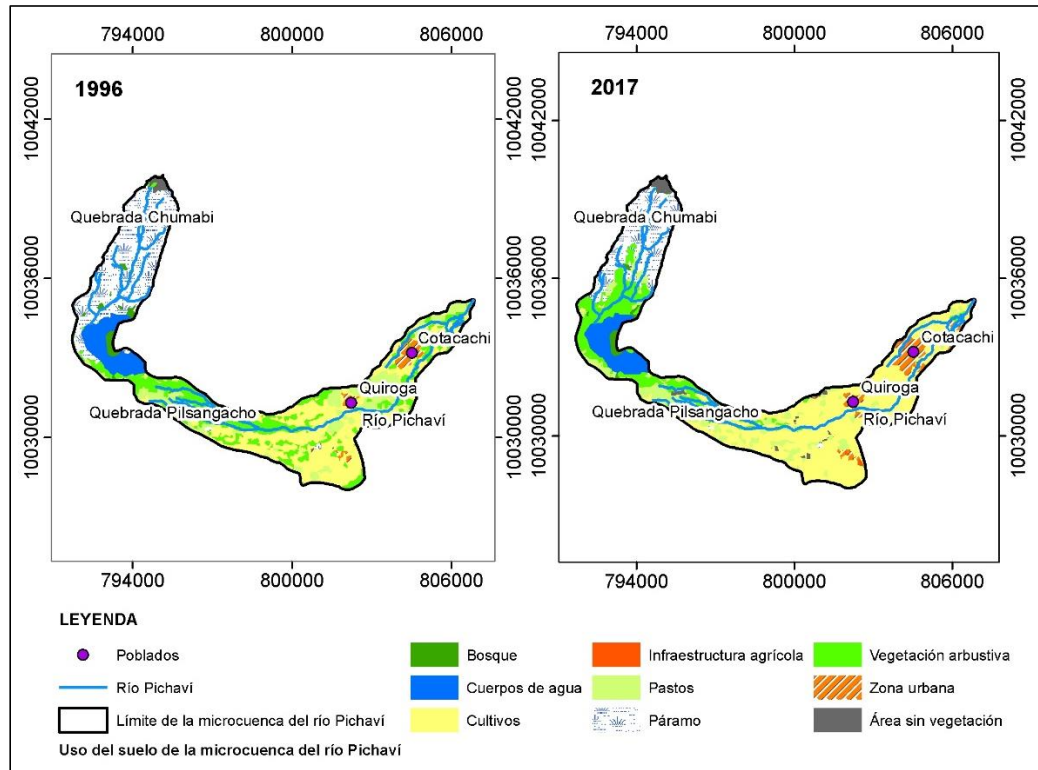 794000 800000 806000
794000 800000 806000
1996
2017
10042000
10042000
10042000
Quebrada Chumabi
Quebrada Chumabi
10036000
10036000
10036000
Cotacachi
Cotacachi
Quiroga
Quiroga
Quebrada Pilsangacho
Quebrada Pilsangacho
Río Pichaví
Río Pichaví
10030000
10030000
10030000
794000 800000 806000
794000 800000 806000
LEYENDA
Poblados
Río Pichaví
Límite de la microcuenca del río Pichaví
Bosque
Cuerpos de agua
Cultivos
Infraestructura agrícola
Pastos
Páramo
Vegetación arbustiva
Zona urbana
Área sin vegetación
Uso del suelo de la microcuenca del río Pichaví